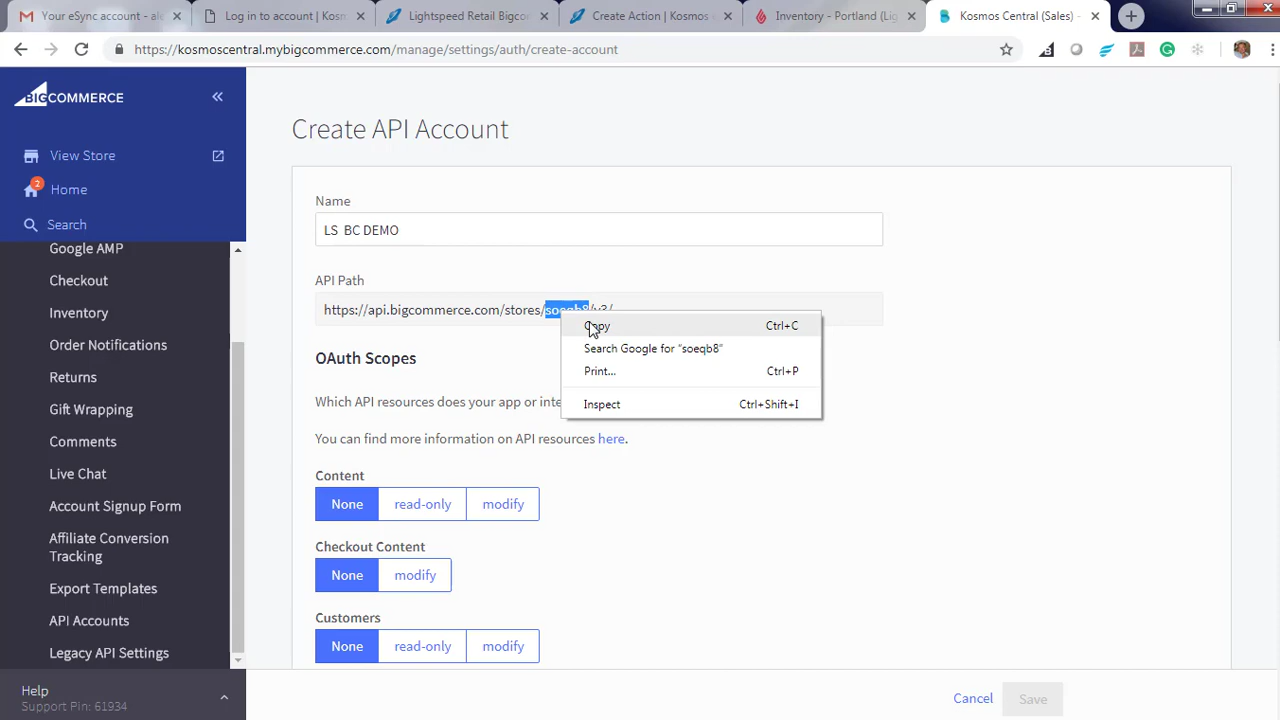 Your eSync account - ale
Log in to account | Kosmos
Lightspeed Retail Bigco
Create Action | Kosmos
Inventory - Portland (Lig
Kosmos Central (Sales) -
https://kosmoscentral.mybigcommerce.com/manage/settings/auth/create-account
BIGCOMMERCE
View Store
2
Home
Search
Google AMP
Checkout
Inventory
Order Notifications
Returns
Gift Wrapping
Comments
Live Chat
Account Signup Form
Affiliate Conversion
Tracking
Export Templates
API Accounts
Legacy API Settings
Help
Support Pin: 61934
Create API Account
Name
LS BC DEMO
API Path
https://api.bigcommerce.com/stores/soeqb8/v3/
Copy Ctrl+C
Search Google for "soeqb8"
Print... Ctrl+P
Inspect Ctrl+Shift+I
OAuth Scopes
Which API resources does your app or inte
You can find more information on API resources here.
Content
None read-only modify
Checkout Content
None modify
Customers
None read-only modify
Cancel Save